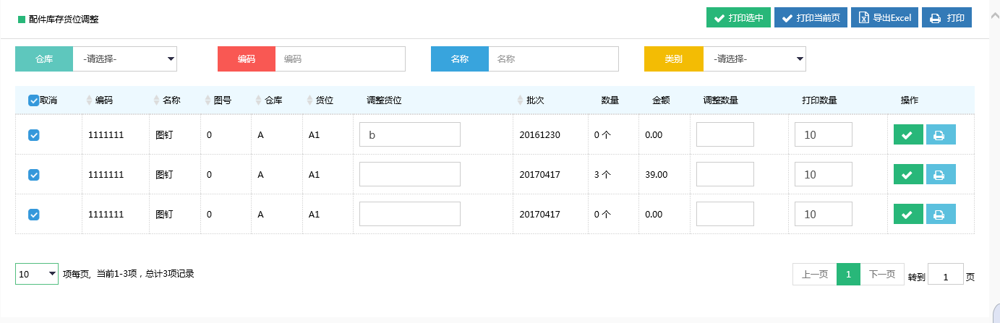 配件库存货位调整 打印选中 打印当前页 导出Excel 打印
仓库 -请选择- 编码 编码 名称 名称 类别 -请选择-
取消 编码 名称 图号 仓库 货位 调整货位 批次 数量 金额 调整数量 打印数量 操作
1111111 图钉 0 A A1 b 20161230 0 个 0.00 10
1111111 图钉 0 A A1 20170417 3 个 39.00 10
1111111 图钉 0 A A1 20170417 0 个 0.00 10
10 项每页, 当前1-3项，总计3项记录 上一页 1 下一页 转到 1 页